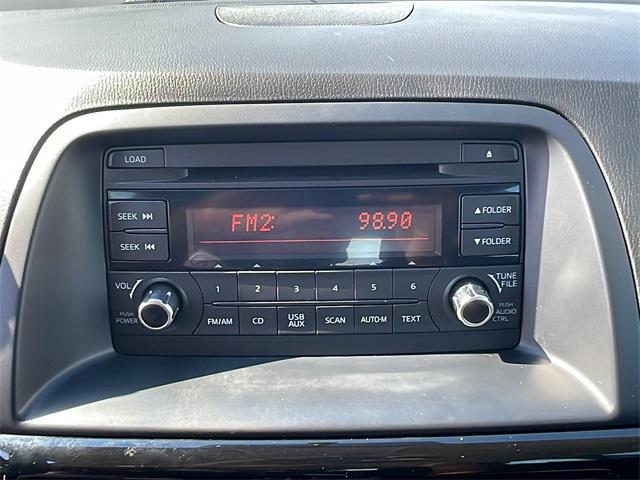 LOAD ⏏
SEEK ⏭ FM2: 98.90 ▲FOLDER
SEEK ⏮ ▼FOLDER
VOL 1 2 3 4 5 6 TUNE
FILE
PUSH
POWER FM/AM CD USB
AUX SCAN AUTO-M TEXT PUSH
AUDIO
CTRL